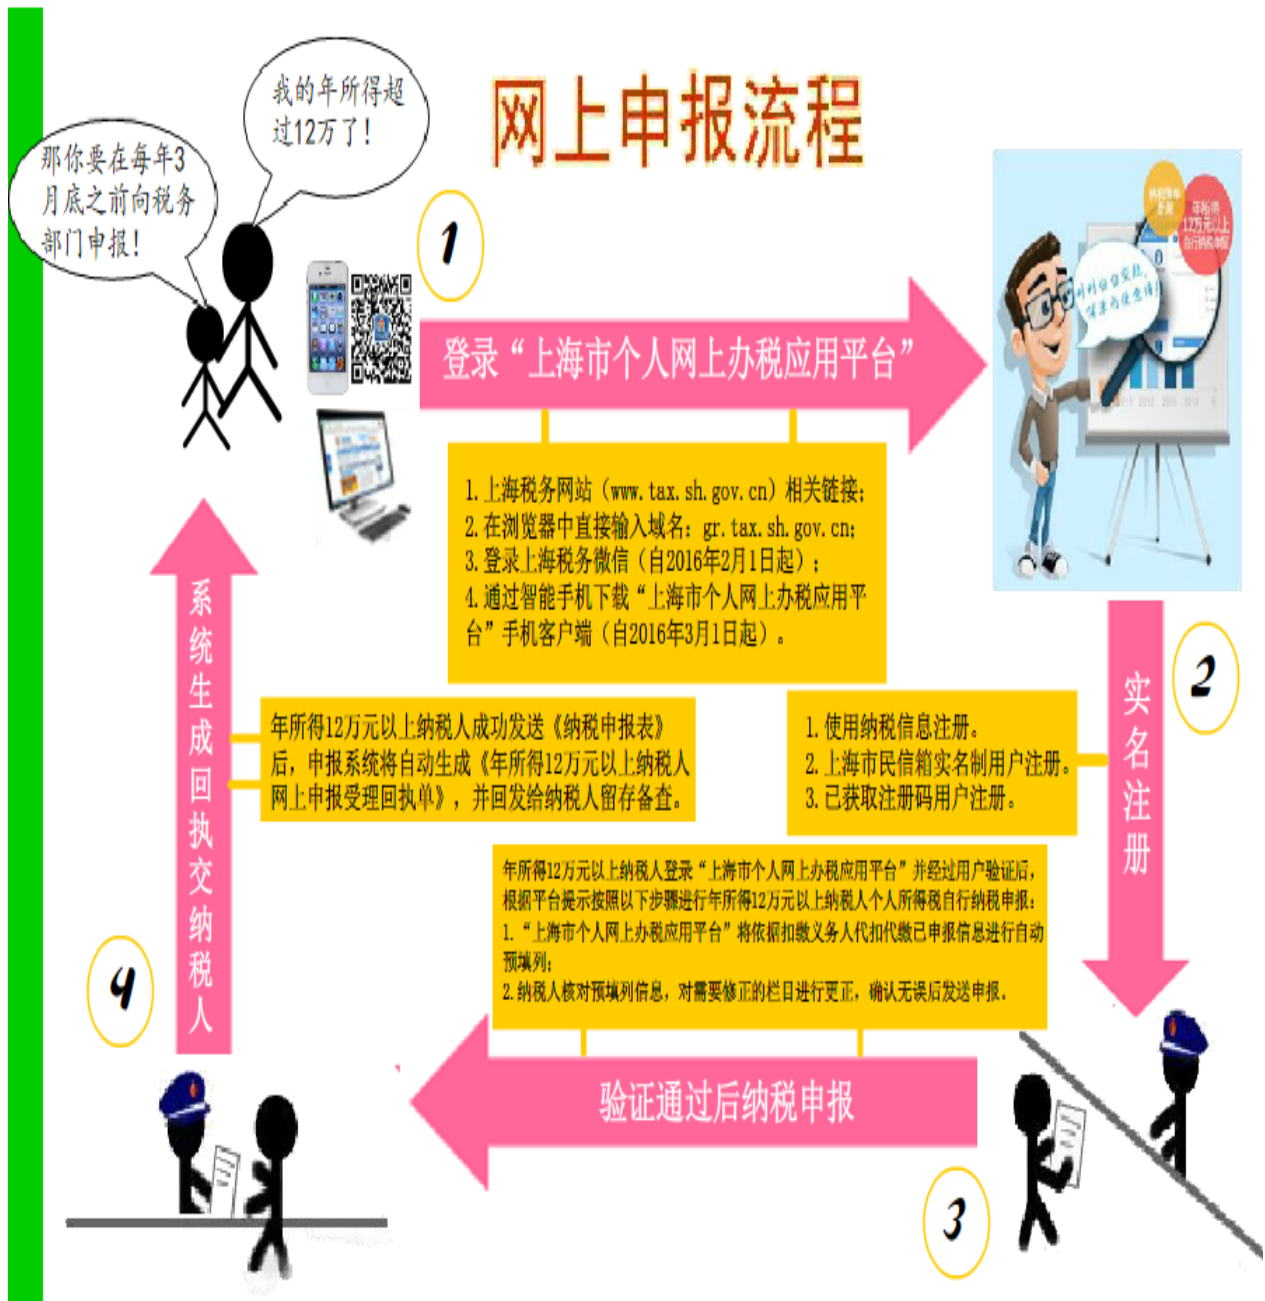 网上申报流程
我的年所得超
过12万了!
那你要在每年3
月底之前向税务
部门申报!
1
登录“上海市个人网上办税应用平台”
1.上海税务网站（www.tax.sh.gov.cn）相关链接;
2.在浏览器中直接输入域名: gr.tax.sh.gov.cn;
3.登录上海税务微信（自2016年2月1日起）;
4.通过智能手机下载“上海市个人网上办税应用平
台”手机客户端（自2016年3月1日起）。
年所得
12万元以上
自行纳税申报
2
实名注册
1.使用纳税信息注册。
2.上海市民信箱实名制用户注册。
3.已获取注册码用户注册。
年所得12万元以上纳税人登录“上海市个人网上办税应用平台”并经过用户验证后,
根据平台提示按照以下步骤进行年所得12万元以上纳税人个人所得税自行纳税申报:
1.“上海市个人网上办税应用平台”将依据扣缴义务人代扣代缴已申报信息进行自动
预填列;
2.纳税人核对预填列信息, 对需要修正的栏目进行更正, 确认无误后发送申报。
验证通过后纳税申报
3
年所得12万元以上纳税人成功发送《纳税申报表》
后, 申报系统将自动生成《年所得12万元以上纳税人
网上申报受理回执单》, 并回发给纳税人留存备查。
系统生成回执交纳税人
4